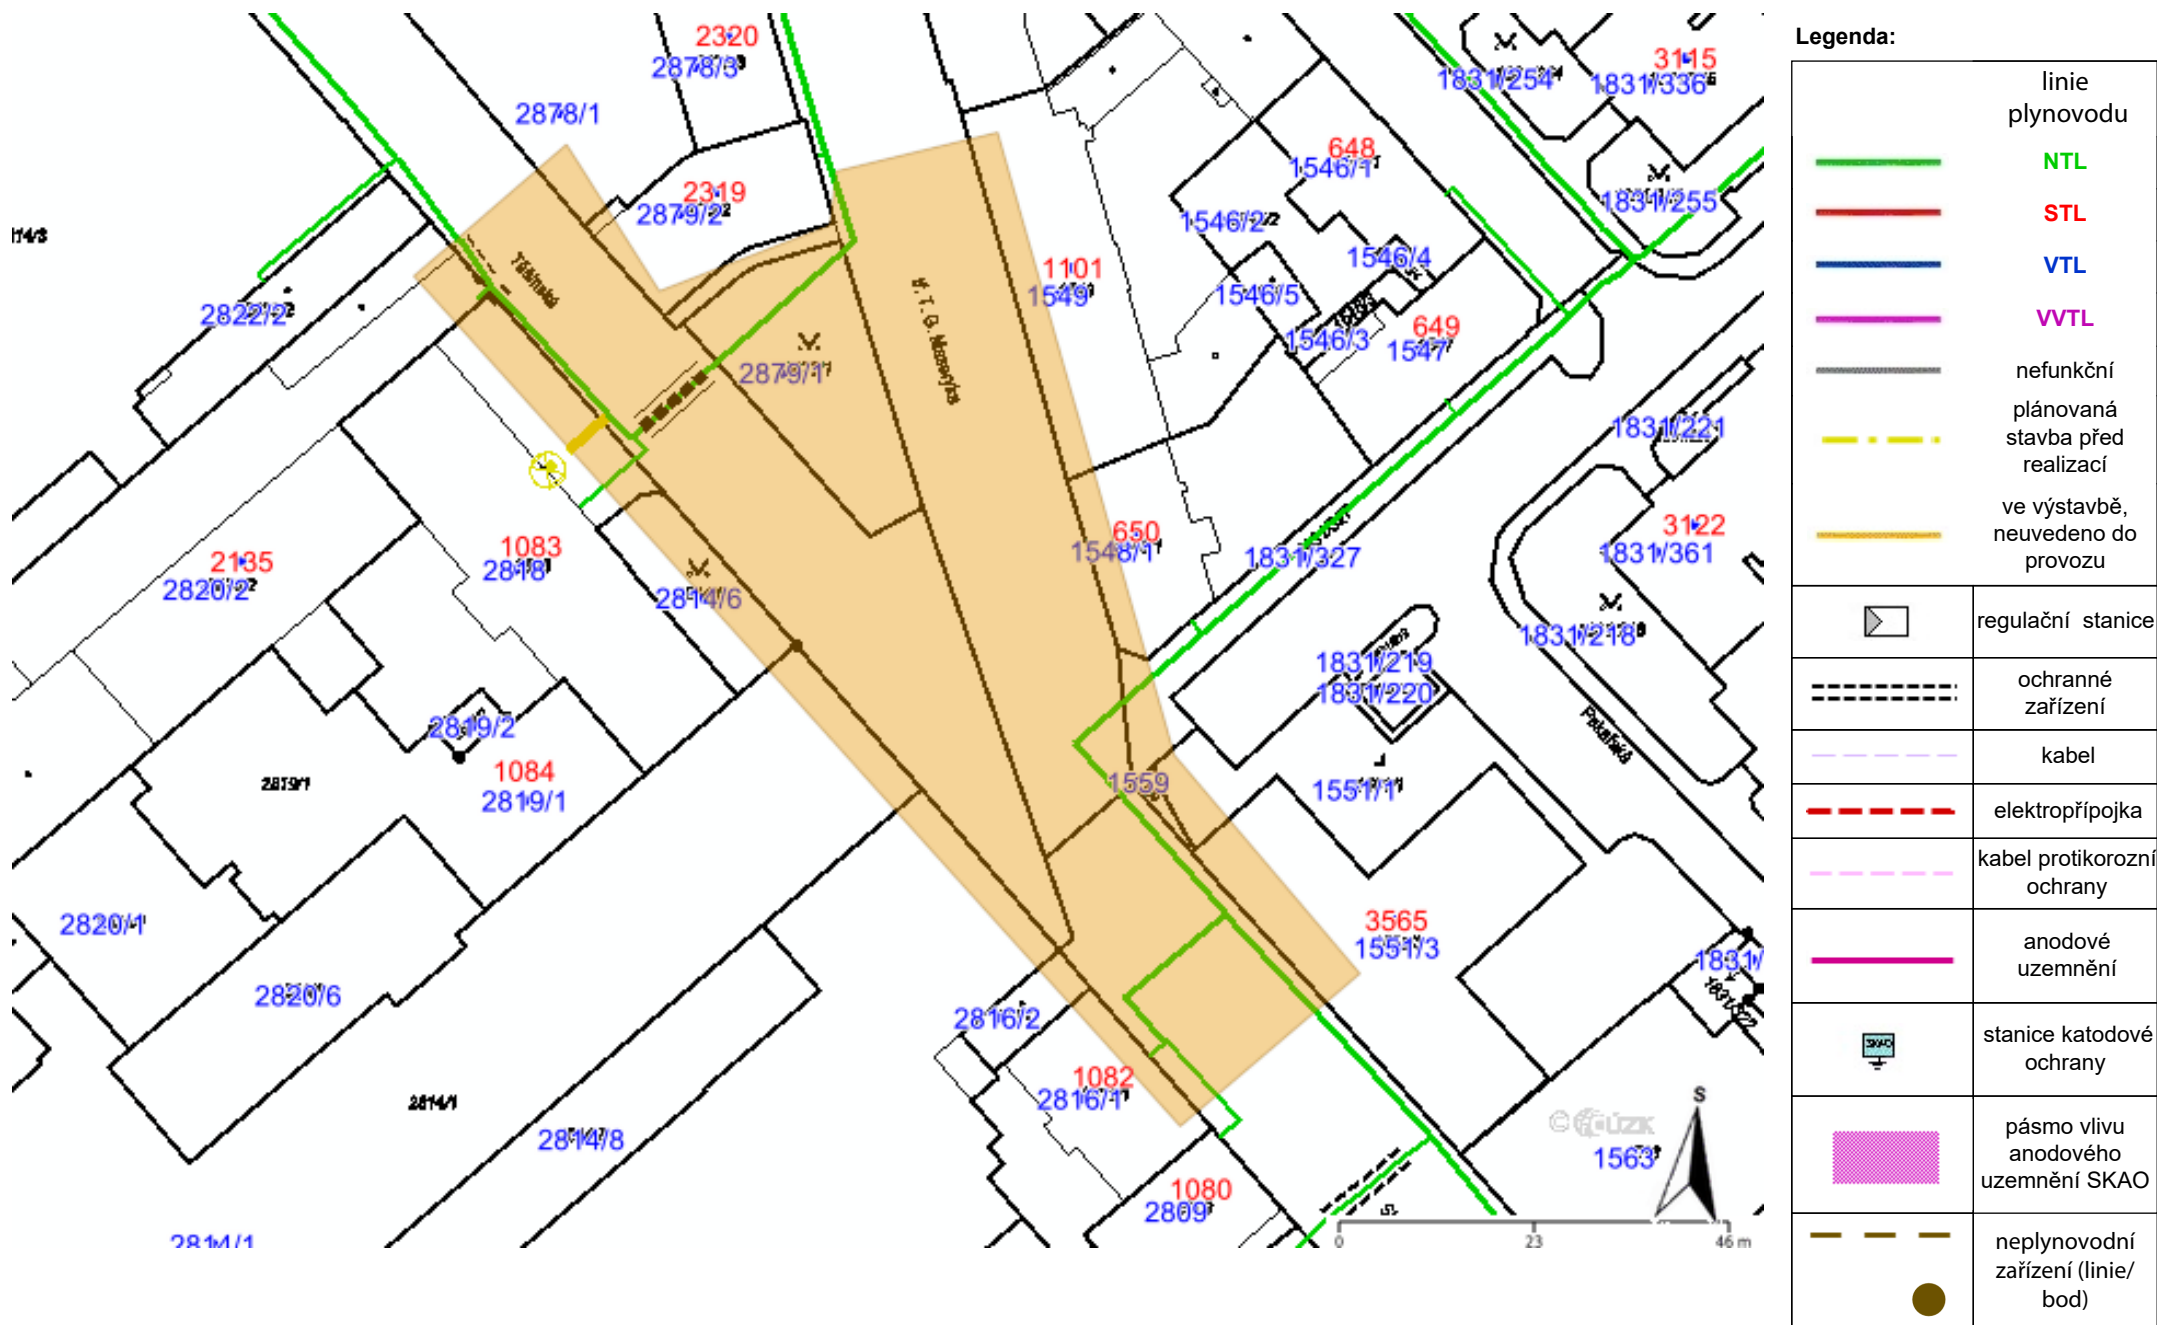 2320
2878/3
2878/1
2319
2879/2
2822/2
2879/1
1101
1549
648
1546/1
1546/2
1546/4
1546/5
1546/3
649
1547
1831/254
3115
1831/336
1831/255
1831/221
3122
1831/361
1831/218
1831/327
650
1548/1
1831/219
1831/220
1551/1
1559
3565
1551/3
1831/
1563
2135
2820/2
1083
2818
2814/6
2819/2
1084
2819/1
2819/1
2820/1
2820/6
2814/1
2814/8
2814/1
2816/2
1082
2816/1
1080
2809
tř. T. G. Masaryka
Pekařská
© ČÚZK
S
0 23 46 m
Legenda:
linie
plynovodu
NTL
STL
VTL
VVTL
nefunkční
plánovaná
stavba před
realizací
ve výstavbě,
neuvedeno do
provozu
regulační stanice
ochranné
zařízení
kabel
elektropřípojka
kabel protikorozní
ochrany
anodové
uzemnění
SKAO
stanice katodové
ochrany
pásmo vlivu
anodového
uzemnění SKAO
neplynovodní
zařízení (linie/
bod)